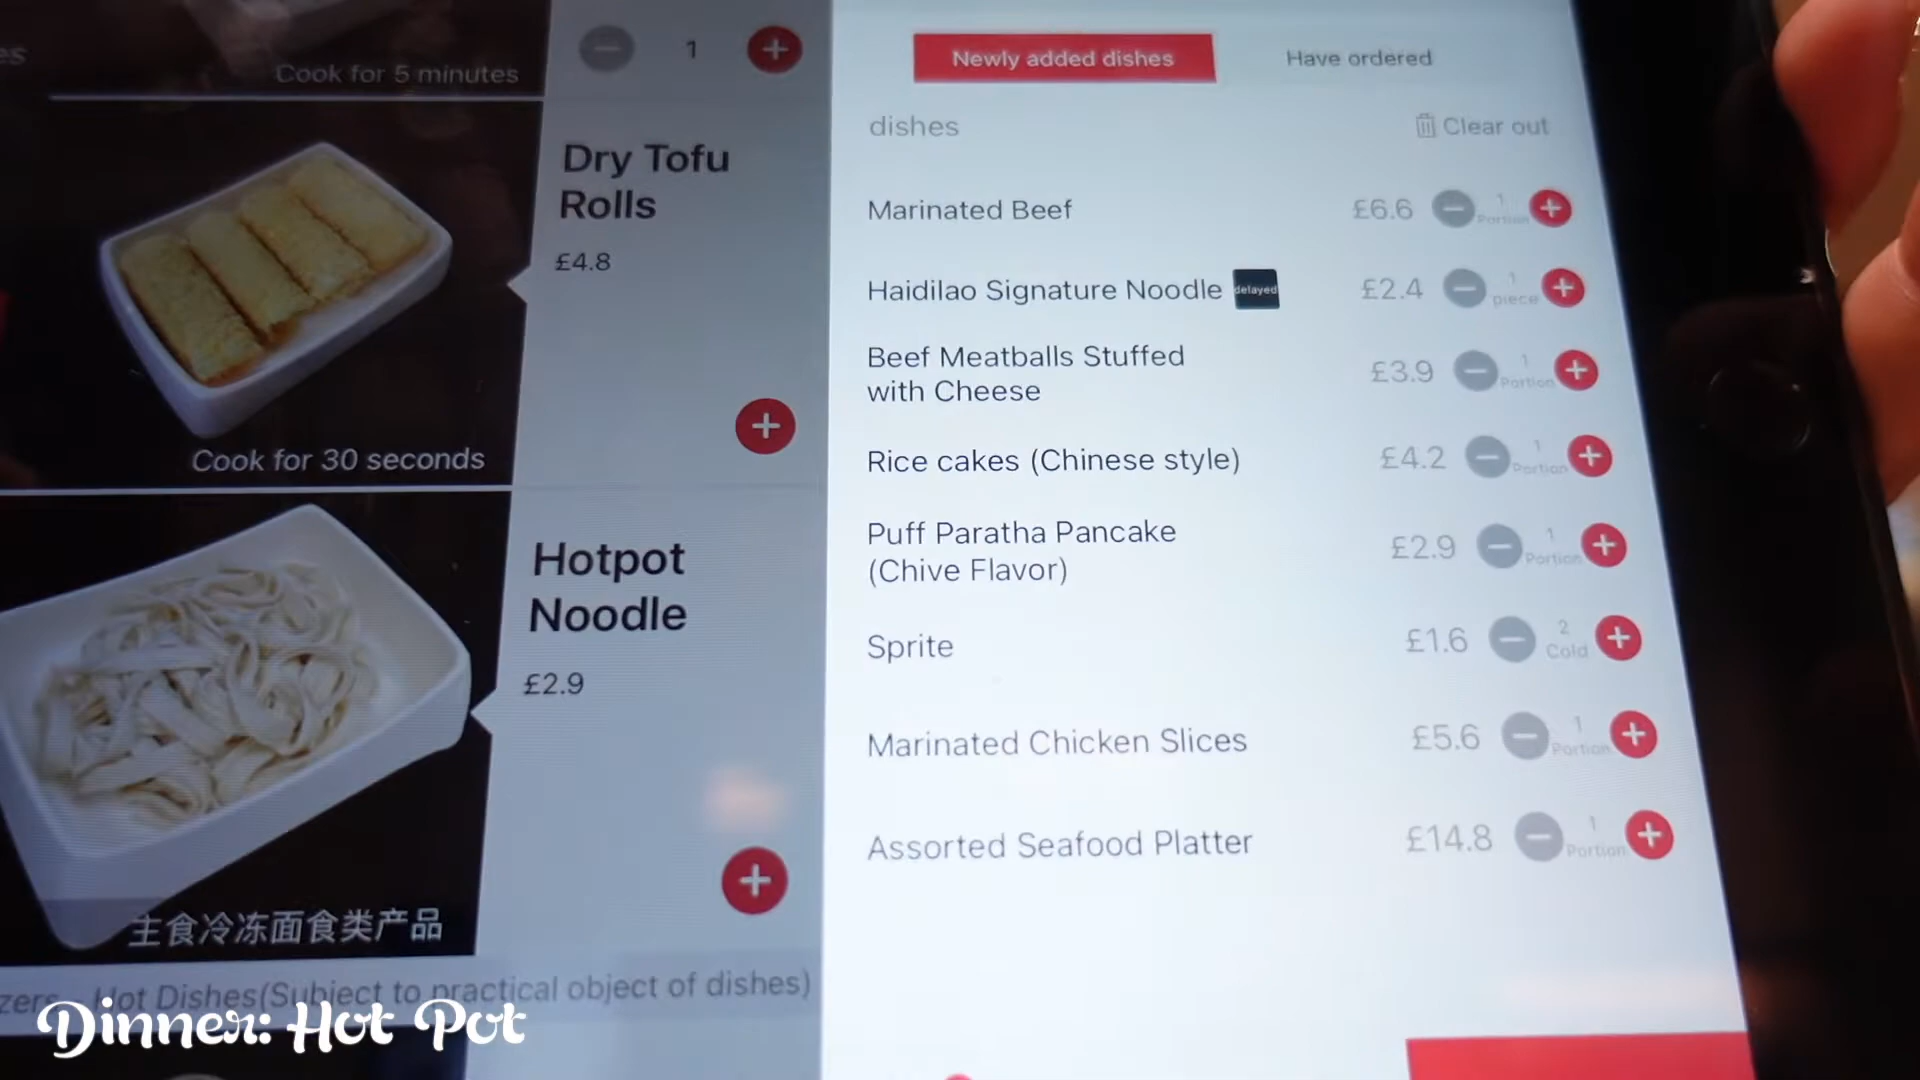 Cook for 5 minutes
1
Dry Tofu
Rolls
£4.8
Cook for 30 seconds
Hotpot
Noodle
£2.9
主食冷冻面食类产品
Hot Dishes(Subject to practical object of dishes)
Dinner: Hot Pot
Newly added dishes
Have ordered
dishes
Clear out
Marinated Beef £6.6 1 Portion
Haidilao Signature Noodle delayed £2.4 1 piece
Beef Meatballs Stuffed
with Cheese £3.9 1 Portion
Rice cakes (Chinese style) £4.2 1 Portion
Puff Paratha Pancake
(Chive Flavor) £2.9 1 Portion
Sprite £1.6 2 Cold
Marinated Chicken Slices £5.6 1 Portion
Assorted Seafood Platter £14.8 1 Portion